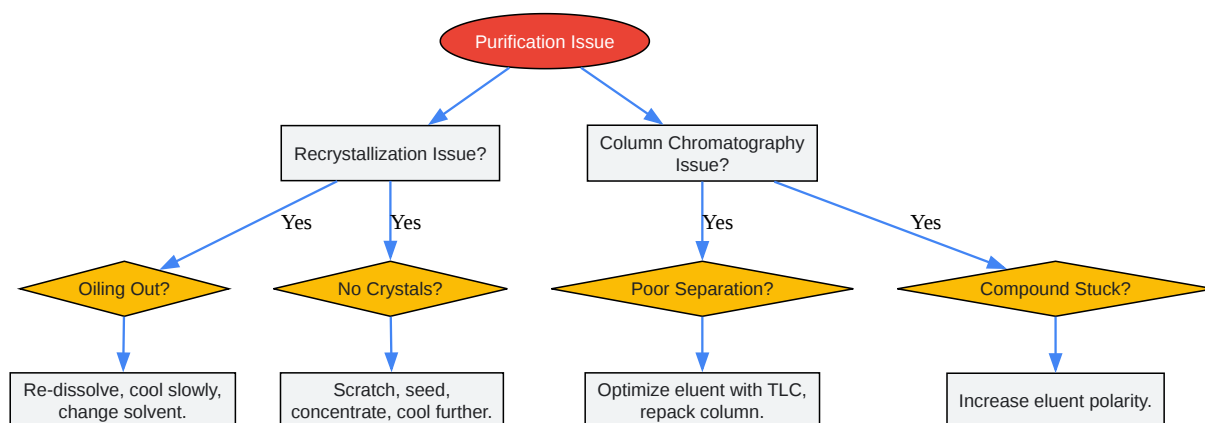 Purification Issue
Recrystallization Issue?
Column Chromatography
Issue?
Yes
Yes
Yes
Yes
Oiling Out?
No Crystals?
Poor Separation?
Compound Stuck?
Re-dissolve, cool slowly,
change solvent.
Scratch, seed,
concentrate, cool further.
Optimize eluent with TLC,
repack column.
Increase eluent polarity.